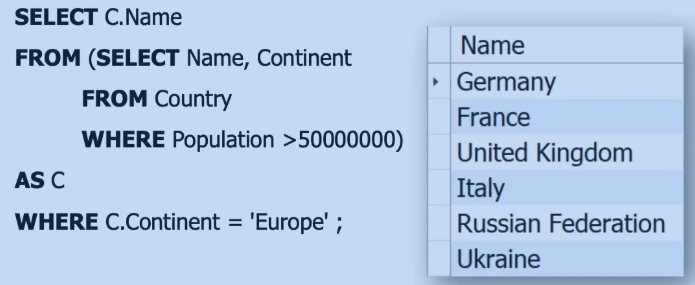 SELECT C.Name
FROM (SELECT Name, Continent
FROM Country
WHERE Population >50000000)
AS C
WHERE C.Continent = 'Europe' ;
Name
Germany
France
United Kingdom
Italy
Russian Federation
Ukraine